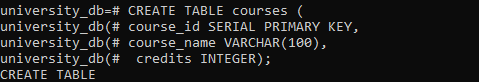 university_db=# CREATE TABLE courses (
university_db(# course_id SERIAL PRIMARY KEY,
university_db(# course_name VARCHAR(100),
university_db(#  credits INTEGER);
CREATE TABLE